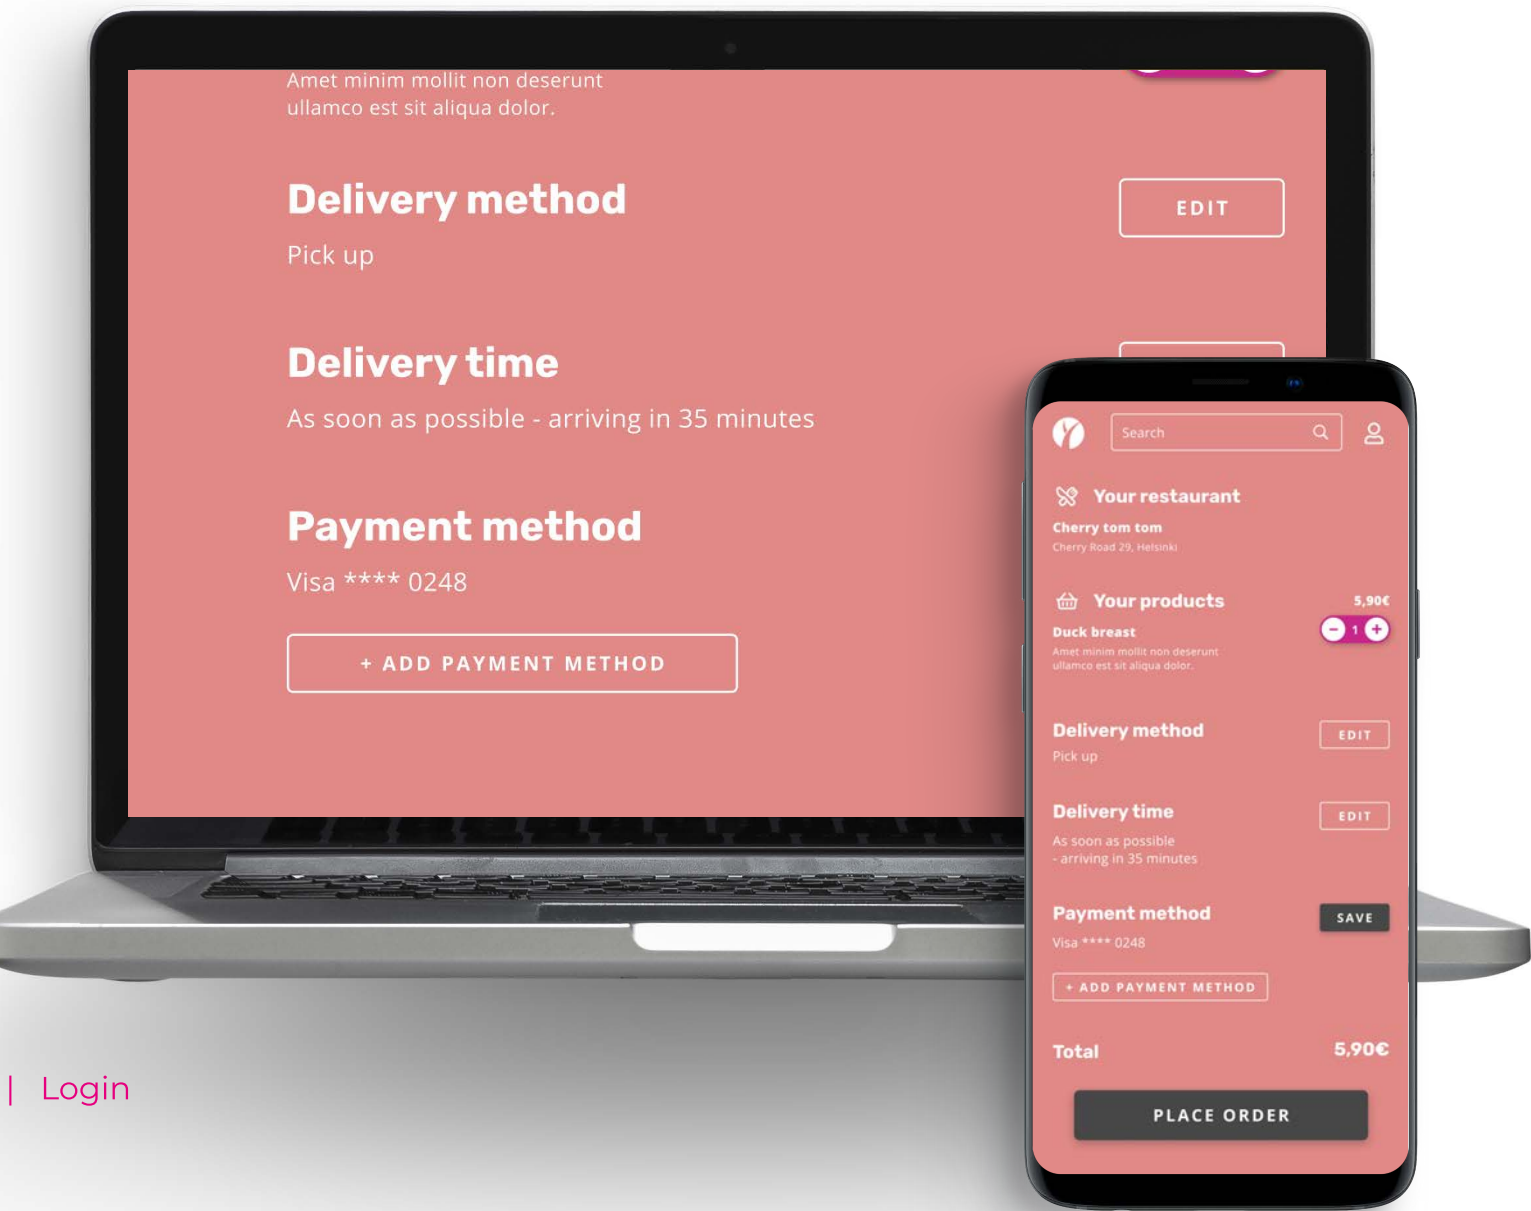 Amet minim mollit non deserunt
ullamco est sit aliqua dolor.
Delivery method
EDIT
Pick up
Delivery time
As soon as possible - arriving in 35 minutes
Payment method
Visa **** 0248
+ ADD PAYMENT METHOD
Search
Your restaurant
Cherry tom tom
Cherry Road 29, Helsinki
Your products
5,90€
Duck breast
- 1 +
Amet minim mollit non deserunt
ullamco est sit aliqua dolor.
Delivery method
EDIT
Pick up
Delivery time
EDIT
As soon as possible
- arriving in 35 minutes
Payment method
SAVE
Visa **** 0248
+ ADD PAYMENT METHOD
Total
5,90€
PLACE ORDER
| Login